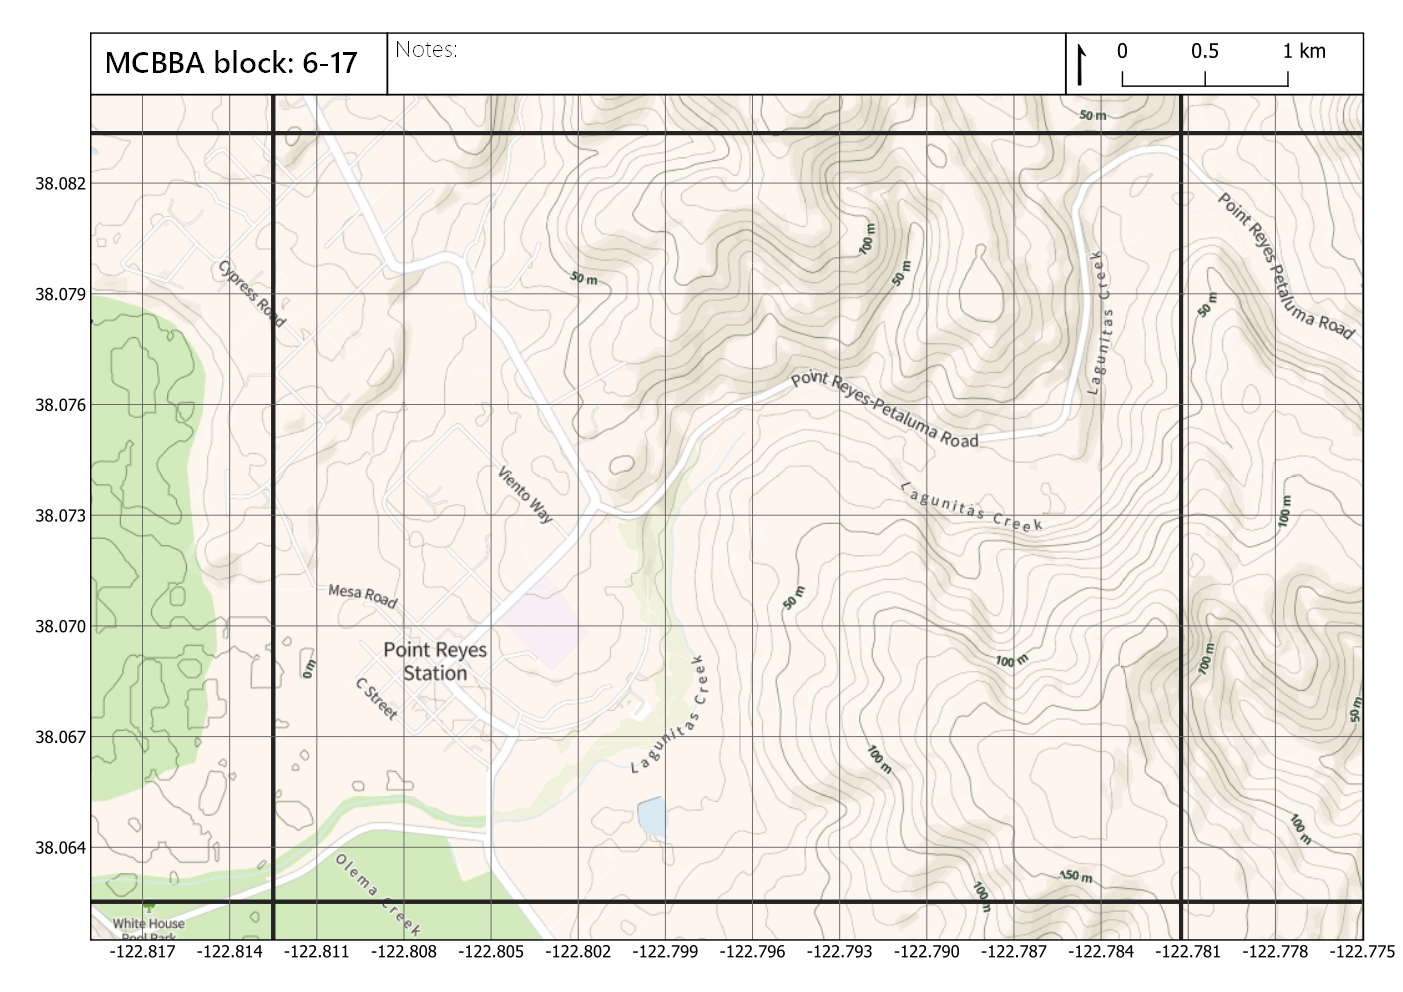 MCBBA block: 6-17
Notes:
0 0.5 1 km
50 m
38.082
Point Reyes Petaluma Road
100 m
50 m
50 m
Cypress Road
Lagunitas Creek
38.079
50 m
Point Reyes-Petaluma Road
38.076
Viento Way
Lagunitas Creek
100 m
38.073
Mesa Road
50 m
38.070
Point Reyes
Station
0 m
100 m
100 m
C Street
Lagunitas Creek
50 m
38.067
100 m
100 m
38.064
Olema Creek
150 m
100 m
White House
Pool Park
-122.817 -122.814 -122.811 -122.808 -122.805 -122.802 -122.799 -122.796 -122.793 -122.790 -122.787 -122.784 -122.781 -122.778 -122.775